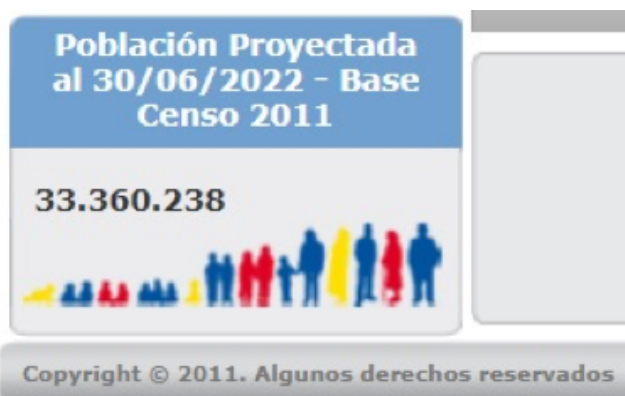 Población Proyectada
al 30/06/2022 - Base
Censo 2011
33.360.238
Copyright © 2011. Algunos derechos reservados